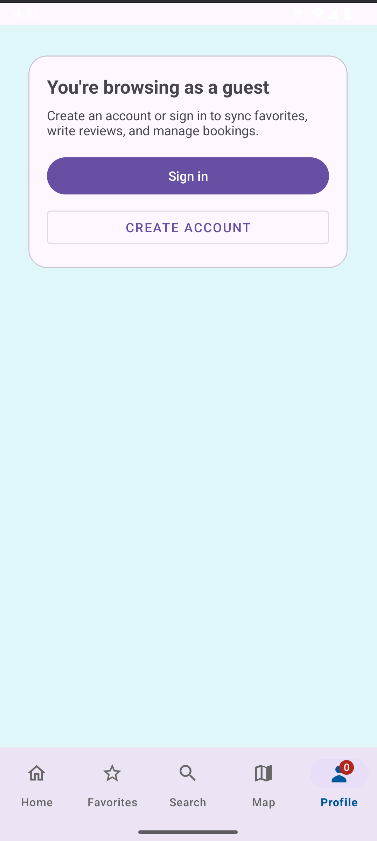 You're browsing as a guest
Create an account or sign in to sync favorites,
write reviews, and manage bookings.
Sign in
CREATE ACCOUNT
0
Home
Favorites
Search
Map
Profile